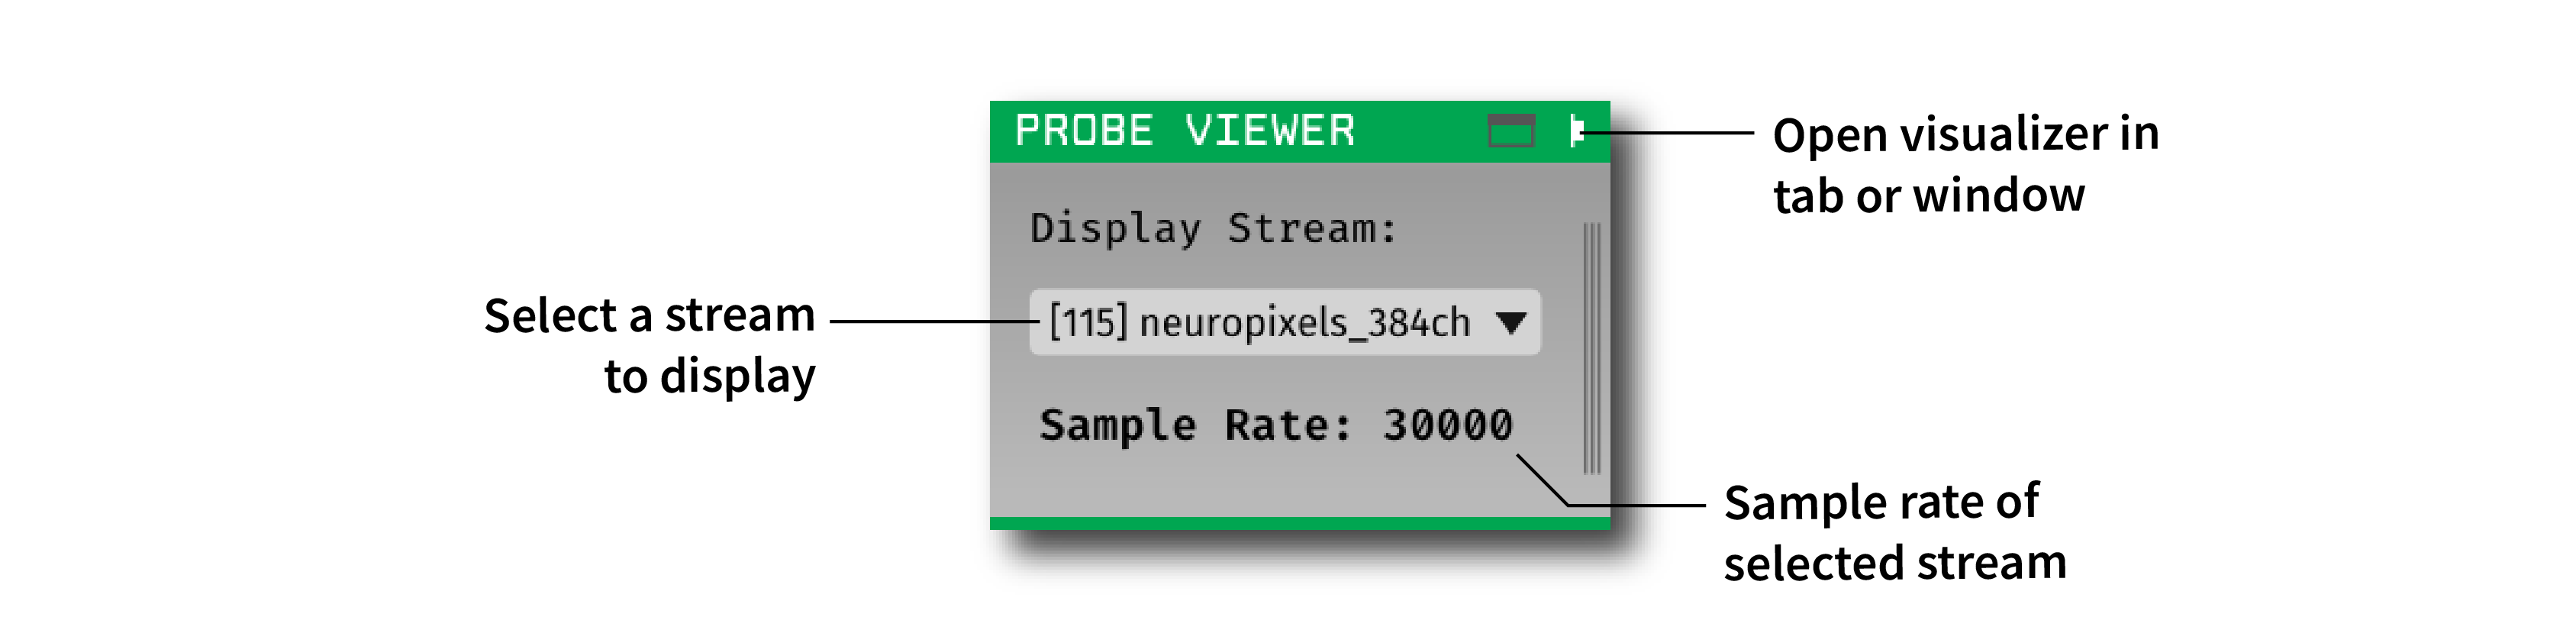 PROBE VIEWER
Open visualizer in
tab or window
Display Stream:
Select a stream
to display
[115] neuropixels_384ch
Sample Rate: 30000
Sample rate of
selected stream